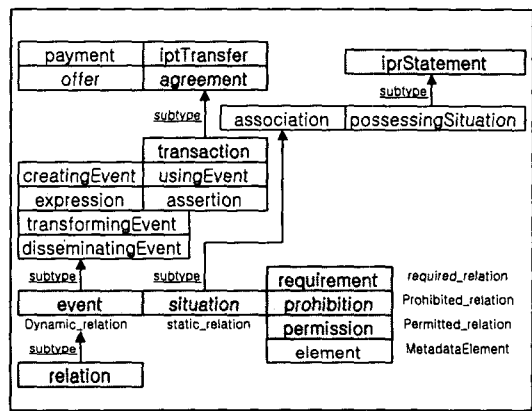 payment iptTransfer
iprStatement
offer agreement
subtype
subtype
association possessingSituation
transaction
creatingEvent usingEvent
expression assertion
transformingEvent
disseminatingEvent
subtype subtype
requirement required_relation
event situation prohibition Prohibited_relation
Dynamic_relation static_relation permission Permitted_relation
subtype
element MetadataElement
relation